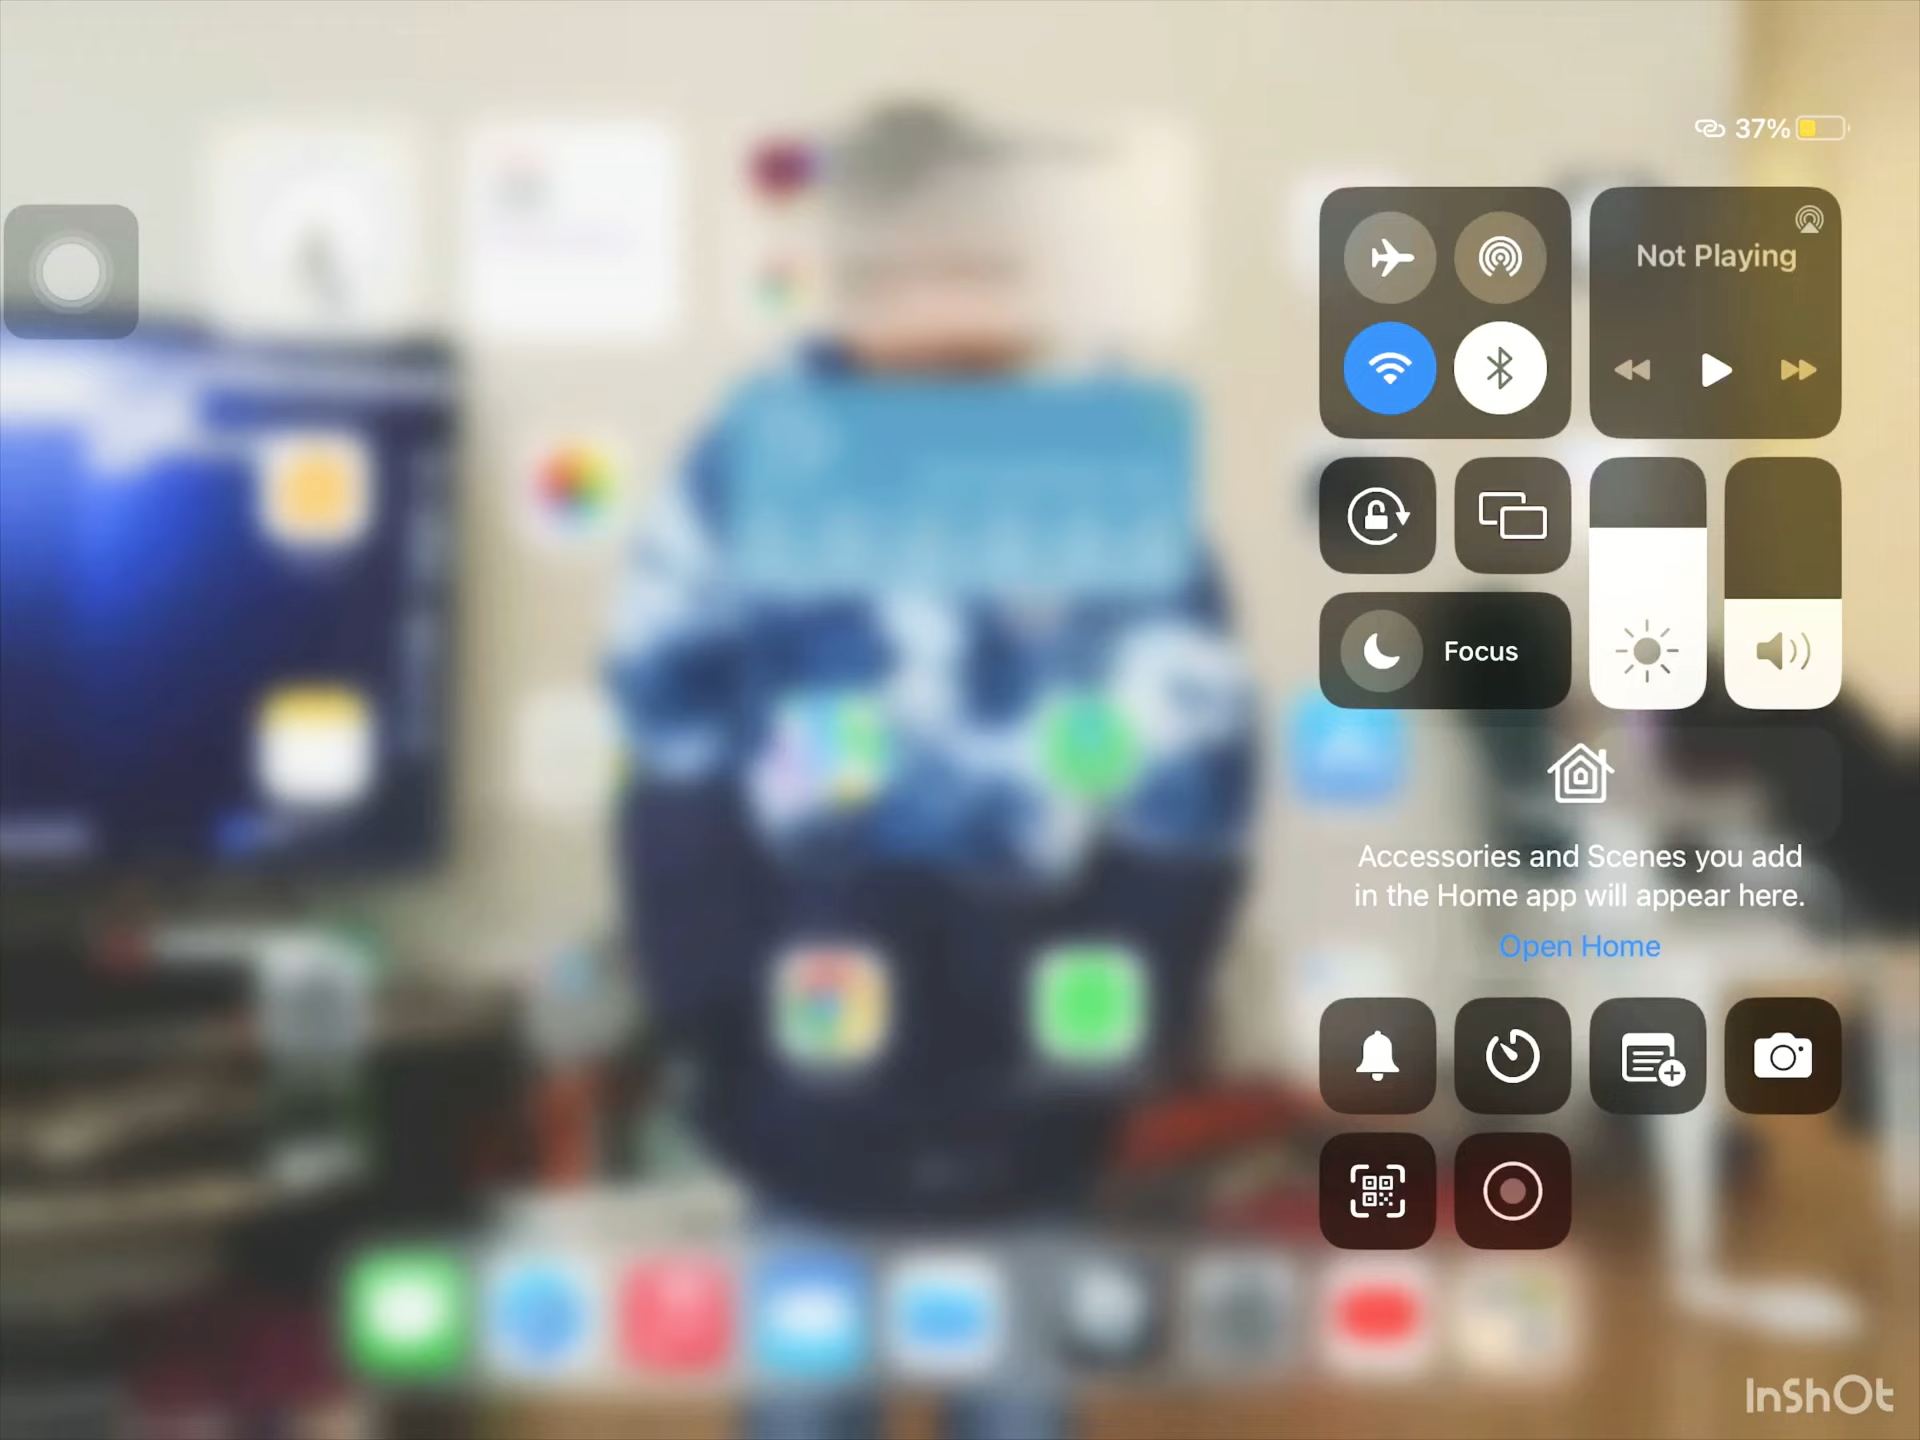 37%
Not Playing
Focus
Accessories and Scenes you add
in the Home app will appear here.
Open Home
InShOt